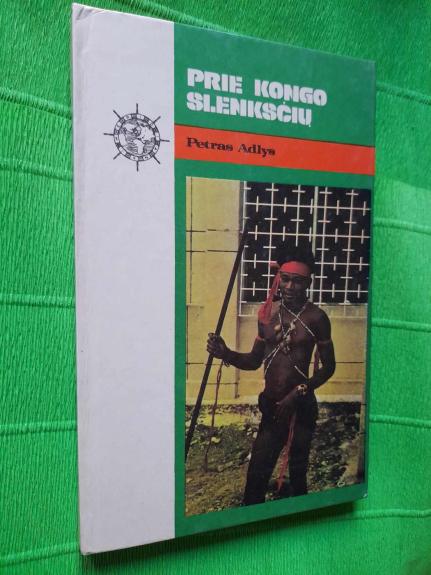 PRIE KONGO
SLENKSČIŲ
Petras Adlys